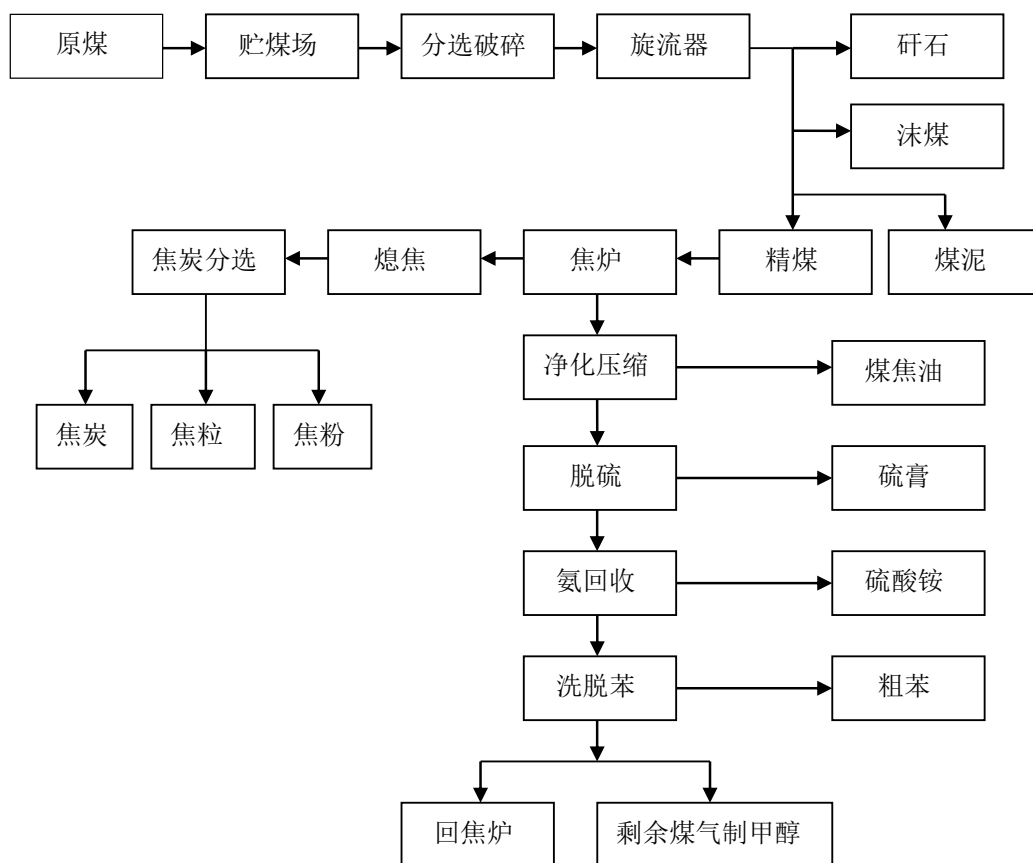 原煤
贮煤场
分选破碎
旋流器
矸石
沫煤
焦炭分选
熄焦
焦炉
精煤
煤泥
净化压缩
煤焦油
焦炭
焦粒
焦粉
脱硫
硫膏
氨回收
硫酸铵
洗脱苯
粗苯
回焦炉
剩余煤气制甲醇